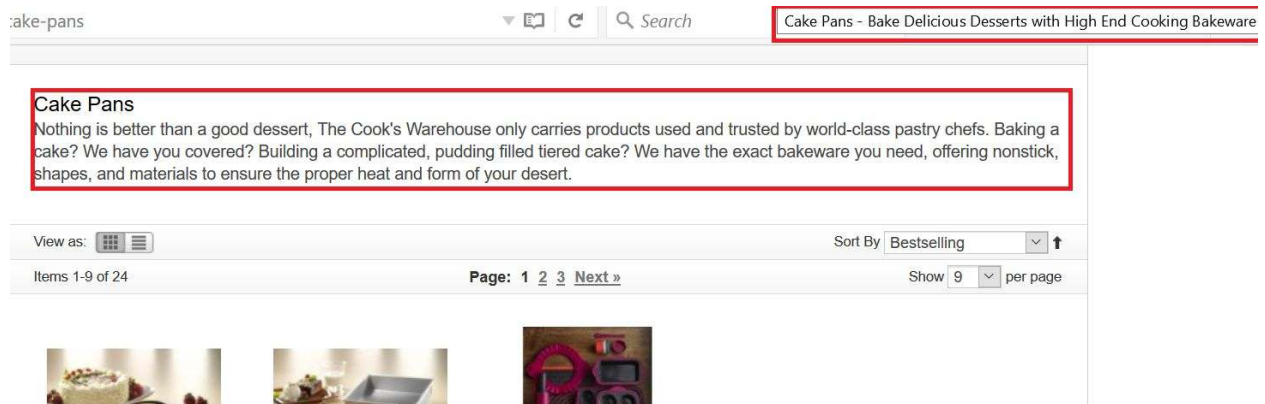 cake-pans
Search
Cake Pans - Bake Delicious Desserts with High End Cooking Bakeware
Cake Pans
Nothing is better than a good dessert, The Cook's Warehouse only carries products used and trusted by world-class pastry chefs. Baking a
cake? We have you covered? Building a complicated, pudding filled tiered cake? We have the exact bakeware you need, offering nonstick,
shapes, and materials to ensure the proper heat and form of your desert.
View as:
Sort By Bestselling
Items 1-9 of 24
Page: 1 2 3 Next »
Show 9 per page